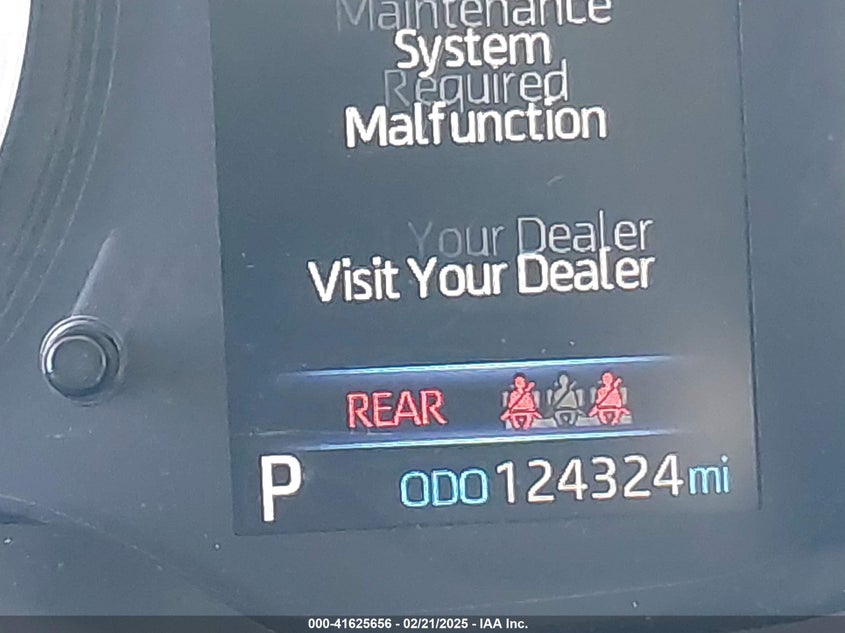 Maintenance
System
Required
Malfunction
Your Dealer
Visit Your Dealer
REAR
P ODO 124324 mi
000-41625656 - 02/21/2025 - IAA Inc.